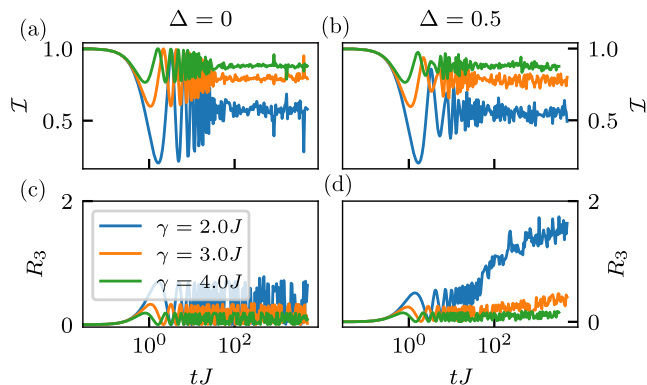 Δ = 0
Δ = 0.5
(a)
(b)
1.0
0.5
ℐ
1.0
0.5
ℐ
(c)
(d)
2
0
R₃
γ = 2.0J
γ = 3.0J
γ = 4.0J
2
0
R₃
10⁰
10²
10⁰
10²
tJ
tJ